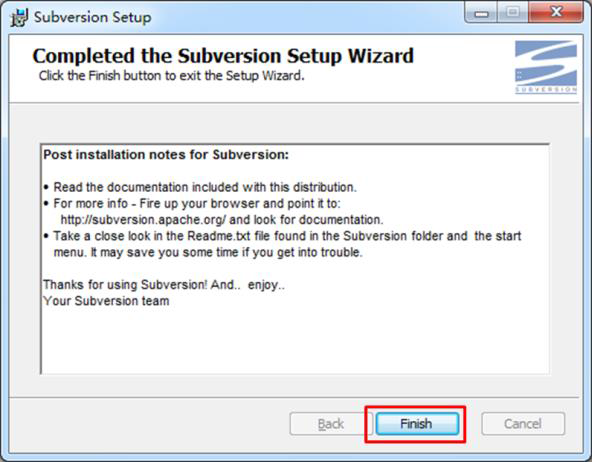 Subversion Setup
Completed the Subversion Setup Wizard
Click the Finish button to exit the Setup Wizard.
SUBVERSION
Post installation notes for Subversion:
• Read the documentation included with this distribution.
• For more info - Fire up your browser and point it to:
http://subversion.apache.org/ and look for documentation.
• Take a close look in the Readme.txt file found in the Subversion folder and  the start
menu. It may save you some time if you get into trouble.
Thanks for using Subversion! And..  enjoy..
Your Subversion team
Back
Finish
Cancel